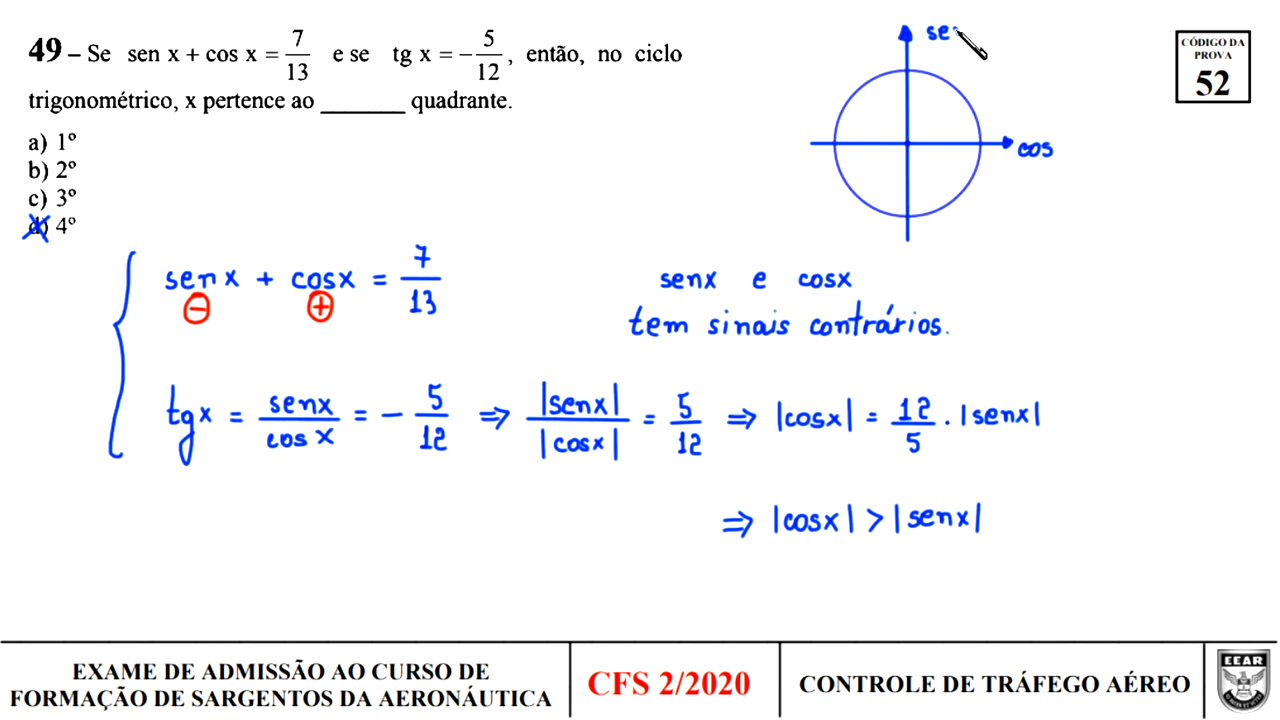 49 – Se sen x + cos x = 7/13 e se tg x = – 5/12, então, no ciclo
trigonométrico, x pertence ao _______ quadrante.
a) 1º
b) 2º
c) 3º
d) 4º
se
cos
CÓDIGO DA
PROVA
52
senx + cosx = 7/13
– +
senx e cosx
tem sinais contrários.
tgx = senx/cosx = – 5/12 ⇒ |senx|/|cosx| = 5/12 ⇒ |cosx| = 12/5 . |senx|
⇒ |cosx| > |senx|
EXAME DE ADMISSÃO AO CURSO DE
FORMAÇÃO DE SARGENTOS DA AERONÁUTICA
CFS 2/2020
CONTROLE DE TRÁFEGO AÉREO
EEAR